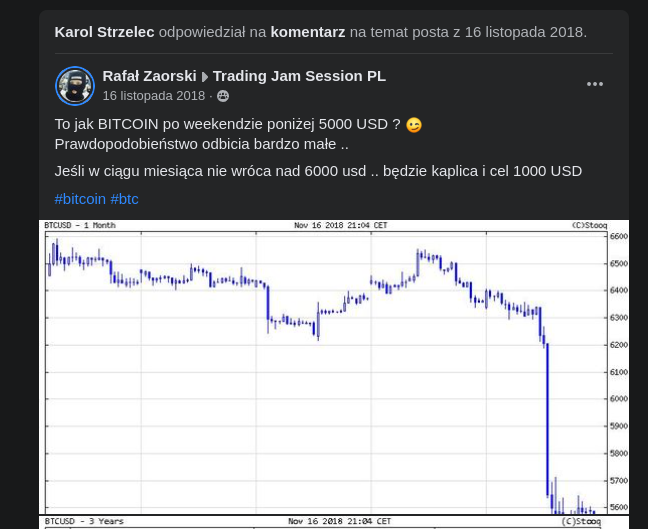 Karol Strzelec odpowiedział na komentarz na temat posta z 16 listopada 2018.
Rafał Zaorski ▸ Trading Jam Session PL
16 listopada 2018 ·
To jak BITCOIN po weekendzie poniżej 5000 USD ? 😉
Prawdopodobieństwo odbicia bardzo małe ..
Jeśli w ciągu miesiąca nie wróca nad 6000 usd .. będzie kaplica i cel 1000 USD
#bitcoin #btc
BTCUSD - 1 Month Nov 16 2018 21:04 CET (C)Stooq
6600
6500
6400
6300
6200
6100
6000
5900
5800
5700
5600
BTCUSD - 3 Years Nov 16 2018 21:04 CET (C)Stooq